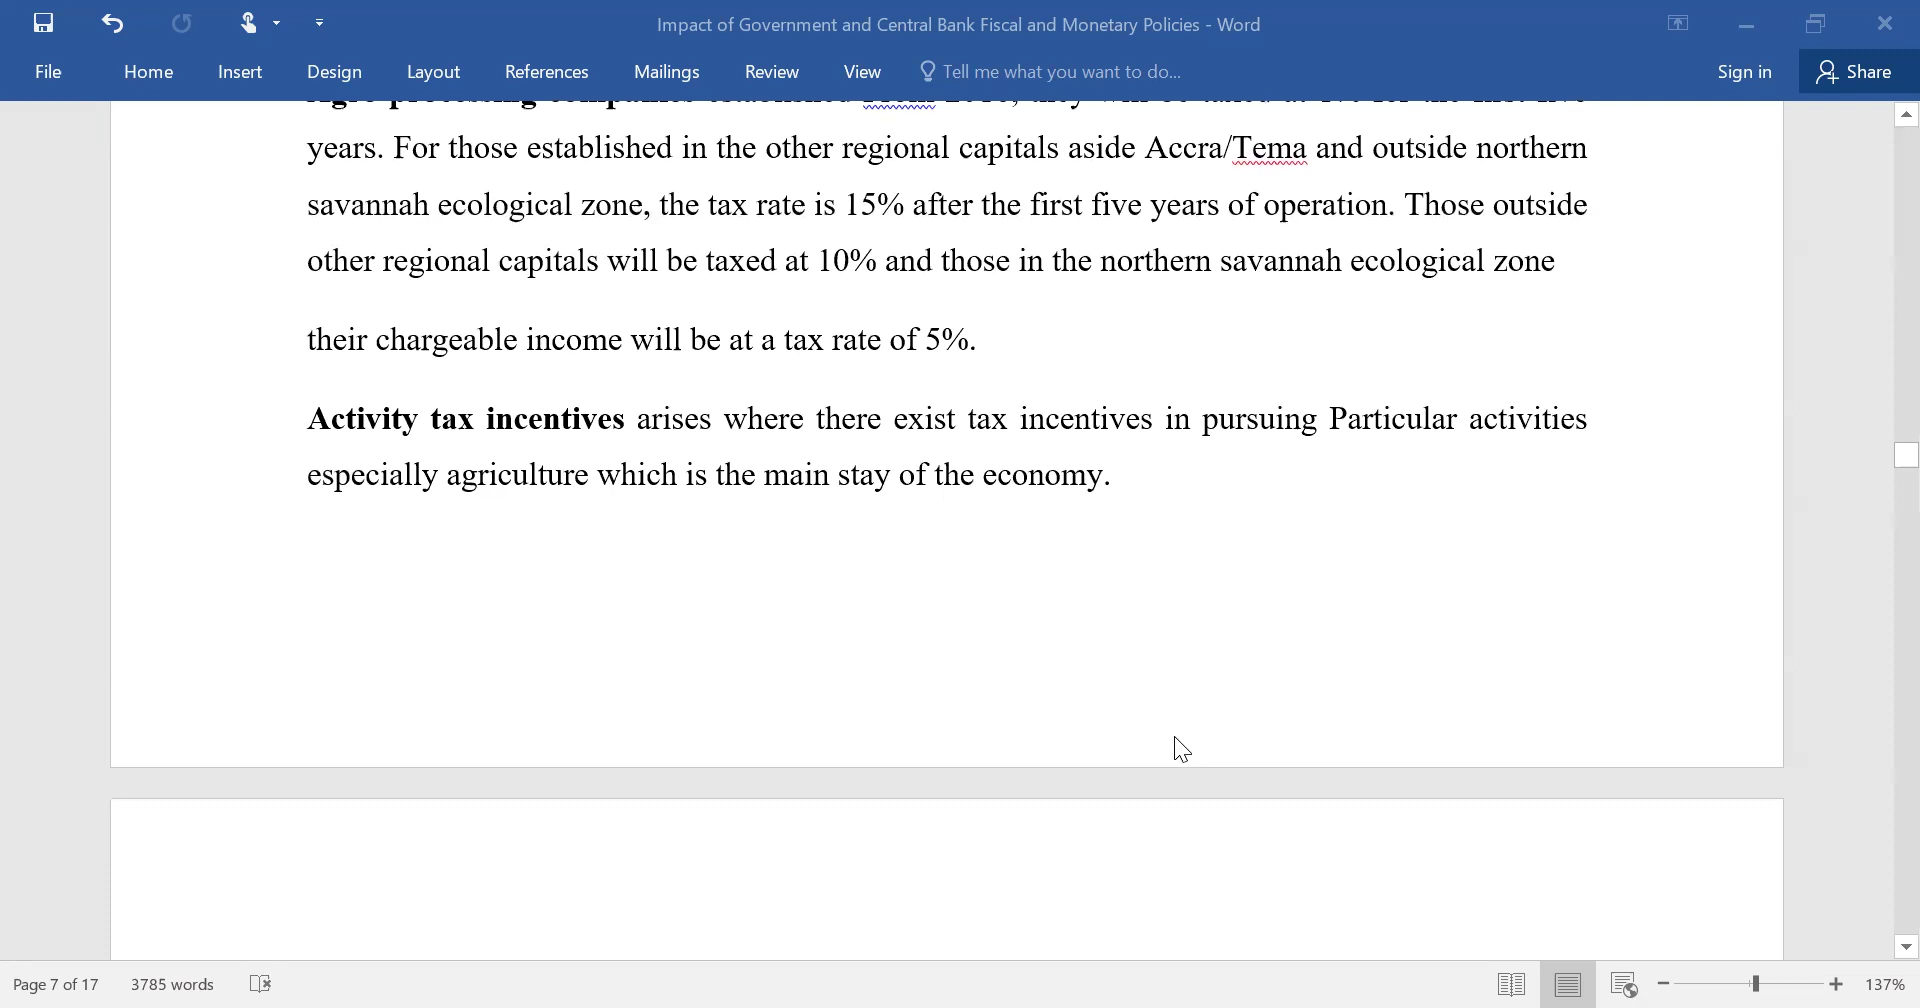 Impact of Government and Central Bank Fiscal and Monetary Policies - Word
File Home Insert Design Layout References Mailings Review View Tell me what you want to do... Sign in Share
years. For those established in the other regional capitals aside Accra/Tema and outside northern
savannah ecological zone, the tax rate is 15% after the first five years of operation. Those outside
other regional capitals will be taxed at 10% and those in the northern savannah ecological zone
their chargeable income will be at a tax rate of 5%.
Activity tax incentives arises where there exist tax incentives in pursuing Particular activities
especially agriculture which is the main stay of the economy.
Page 7 of 17 3785 words 137%